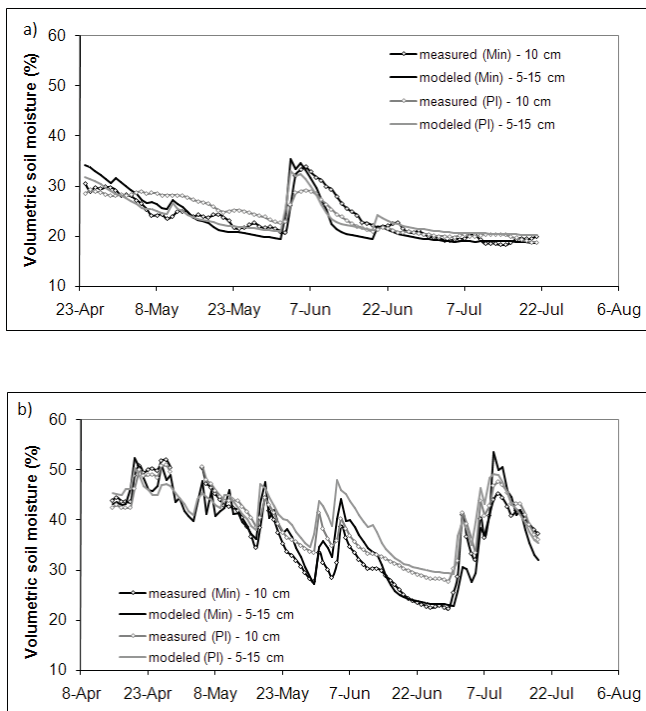 a)
60
50
40
30
20
10
Volumetric soil moisture (%)
measured (Min) - 10 cm
modeled (Min) - 5-15 cm
measured (Pl) - 10 cm
modeled (Pl) - 5-15 cm
23-Apr 8-May 23-May 7-Jun 22-Jun 7-Jul 22-Jul 6-Aug
b)
60
50
40
30
20
10
Volumetric soil moisture (%)
measured (Min) - 10 cm
modeled (Min) - 5-15 cm
measured (Pl) - 10 cm
modeled (Pl) - 5-15 cm
8-Apr 23-Apr 8-May 23-May 7-Jun 22-Jun 7-Jul 22-Jul 6-Aug